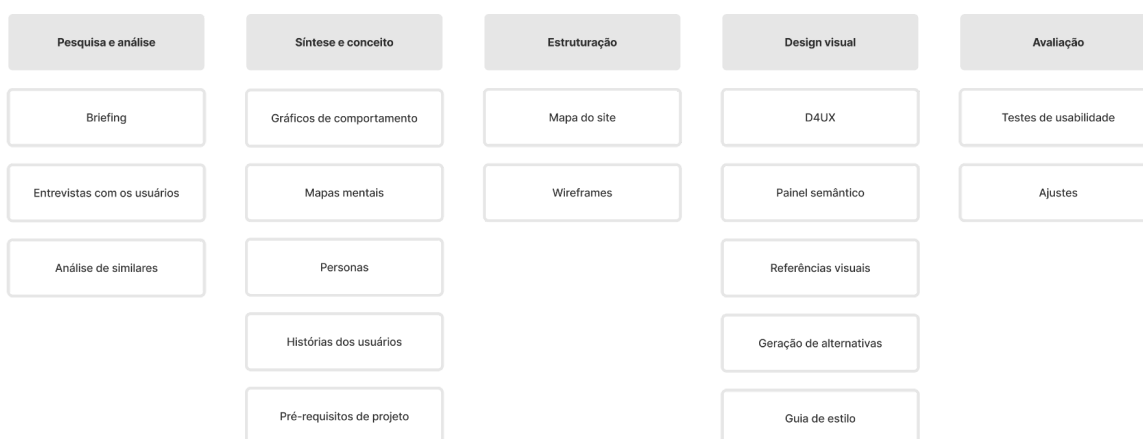 Pesquisa e análise
Briefing
Entrevistas com os usuários
Análise de similares
Síntese e conceito
Gráficos de comportamento
Mapas mentais
Personas
Histórias dos usuários
Pré-requisitos de projeto
Estruturação
Mapa do site
Wireframes
Design visual
D4UX
Painel semântico
Referências visuais
Geração de alternativas
Guia de estilo
Avaliação
Testes de usabilidade
Ajustes